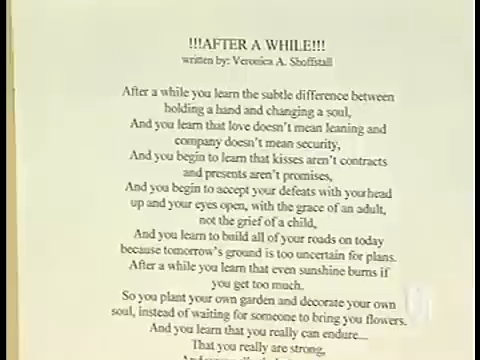 !!!AFTER A WHILE!!!
written by: Veronica A. Shoffstall
After a while you learn the subtle difference between
holding a hand and changing a soul,
And you learn that love doesn't mean leaning and
company doesn't mean security,
And you begin to learn that kisses aren't contracts
and presents aren't promises,
And you begin to accept your defeats with your head
up and your eyes open, with the grace of an adult,
not the grief of a child,
And you learn to build all of your roads on today
because tomorrow's ground is too uncertain for plans.
After a while you learn that even sunshine burns if
you get too much.
So you plant your own garden and decorate your own
soul, instead of waiting for someone to bring you flowers.
And you learn that you really can endure...
That you really are strong,